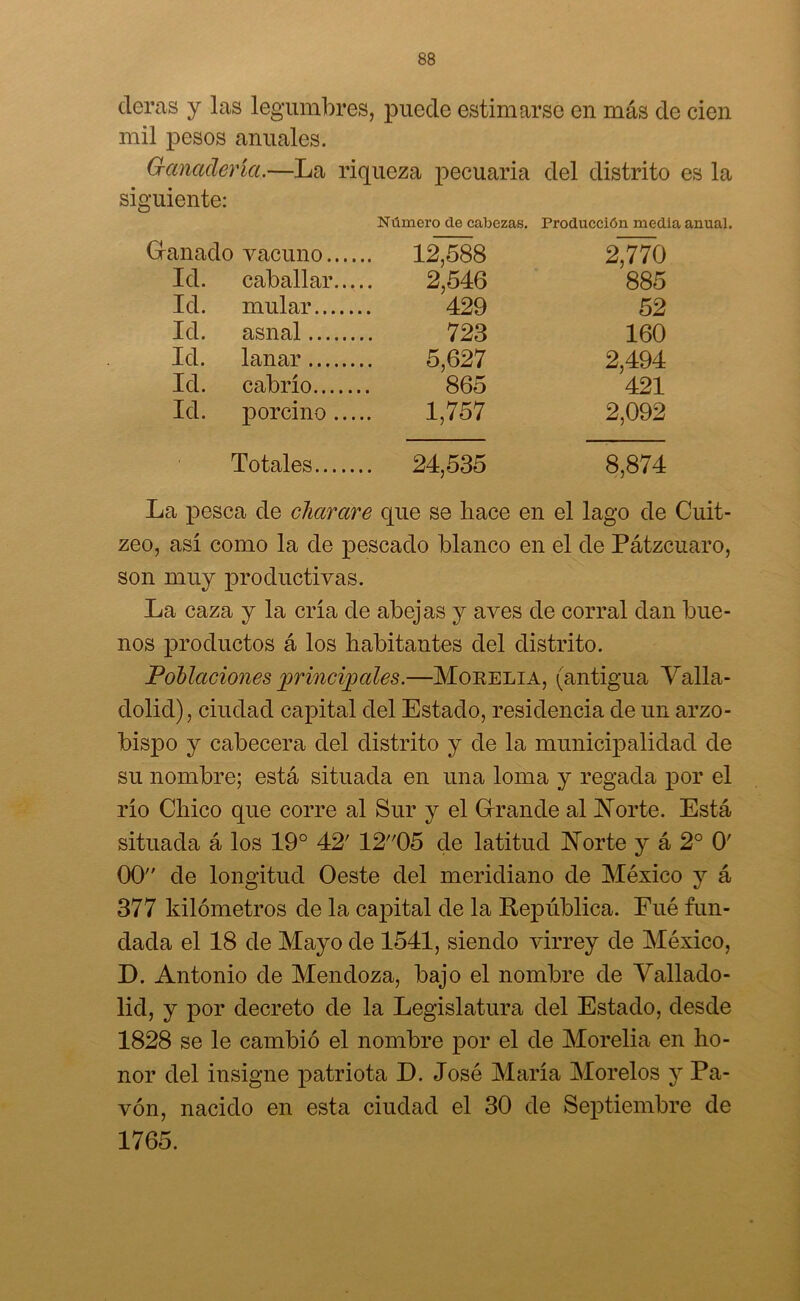 88
deras y las legumbres, puede estimarse en más de cien
mil pesos anuales.
Ganadería.—La riqueza pecuaria del distrito es la
siguiente:
Número de cabezas. Producción media anual.
Ganado vacuno...... 12,588 2,770
Id. caballar..... 2,546 885
Id. mular....... 429 52
Id. asnal ........ 723 160
Id. lanar ........ 5,627 2,494
Id. cabrío....... 865 421
Id. porcino ..... 1,757 2,092
Totales....... 24,535 8,874
La pesca de charare que se hace en el lago de Cuit-
zeo, así como la de pescado blanco en el de Pátzcuaro,
son muy productivas.
La caza y la cría de abejas y aves de corral dan bue-
nos productos á los habitantes del distrito.
Poblaciones principales.—MORELIA, (antigua Valla-
dolid), ciudad capital del Estado, residencia de un arzo-
bispo y cabecera del distrito y de la municipalidad de
su nombre; está situada en una loma y regada por el
río Chico que corre al Sur y el Grande al Norte. Está
situada á los 19° 42' 12"05 de latitud Norte y á 2° 0'
00" de longitud Oeste del meridiano de México y á
377 kilómetros de la capital de la República. Fué fun-
dada el 18 de Mayo de 1541, siendo virrey de México,
D. Antonio de Mendoza, bajo el nombre de Vallado-
lid, y por decreto de la Legislatura del Estado, desde
1828 se le cambió el nombre por el de Morelia en ho-
nor del insigne patriota D. José María Morelos y Pa-
vón, nacido en esta ciudad el 30 de Septiembre de
1765.